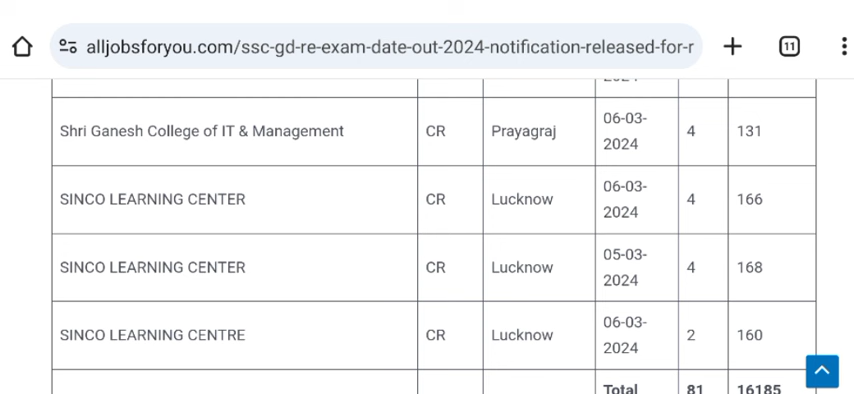 alljobsforyou.com/ssc-gd-re-exam-date-out-2024-notification-released-for-r
11
2024
Shri Ganesh College of IT & Management CR Prayagraj 06-03-2024 4 131
SINCO LEARNING CENTER CR Lucknow 06-03-2024 4 166
SINCO LEARNING CENTER CR Lucknow 05-03-2024 4 168
SINCO LEARNING CENTRE CR Lucknow 06-03-2024 2 160
Total 81 16185